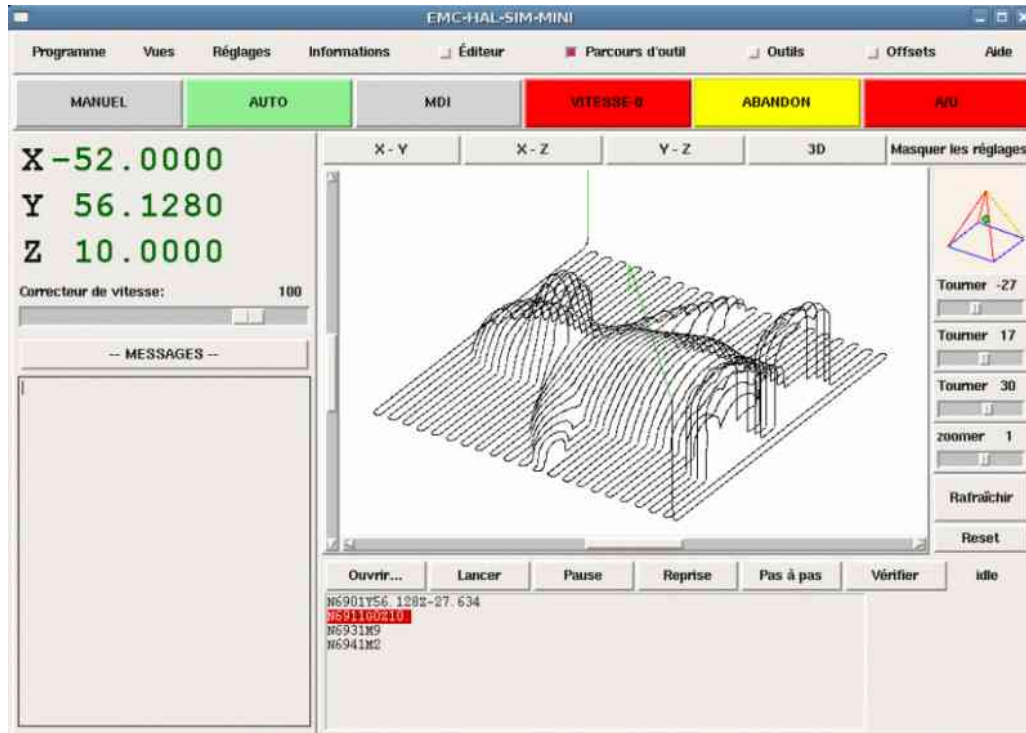 EMC-HAL-SIM-MINI
Programme Vues Réglages Informations Éditeur Parcours d'outil Outils Offsets Aide
MANUEL AUTO MDI VITESSE-0 ABANDON A/U
X - Y X - Z Y - Z 3D Masquer les réglages
X -52.0000
Y 56.1280
Z 10.0000
Correcteur de vitesse: 100
-- MESSAGES --
Tourner -27
Tourner 17
Tourner 30
zoomer 1
Rafraîchir
Reset
Ouvrir... Lancer Pause Reprise Pas à pas Vérifier idle
N6901Y56.128Z-27.634
N6911G0Z10.
N6931M9
N6941M2